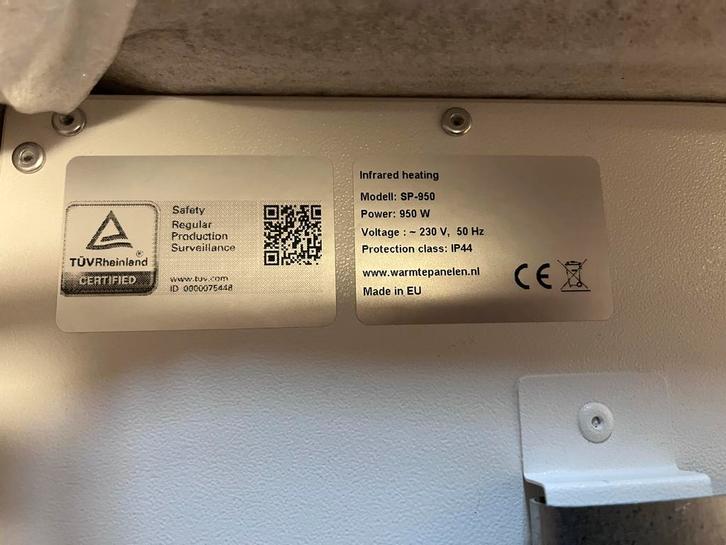 TÜVRheinland®
CERTIFIED
Safety
Regular
Production
Surveillance
www.tuv.com
ID 0000075448
Infrared heating
Modell: SP-950
Power: 950 W
Voltage : ~ 230 V, 50 Hz
Protection class: IP44
www.warmtepanelen.nl
Made in EU
CE